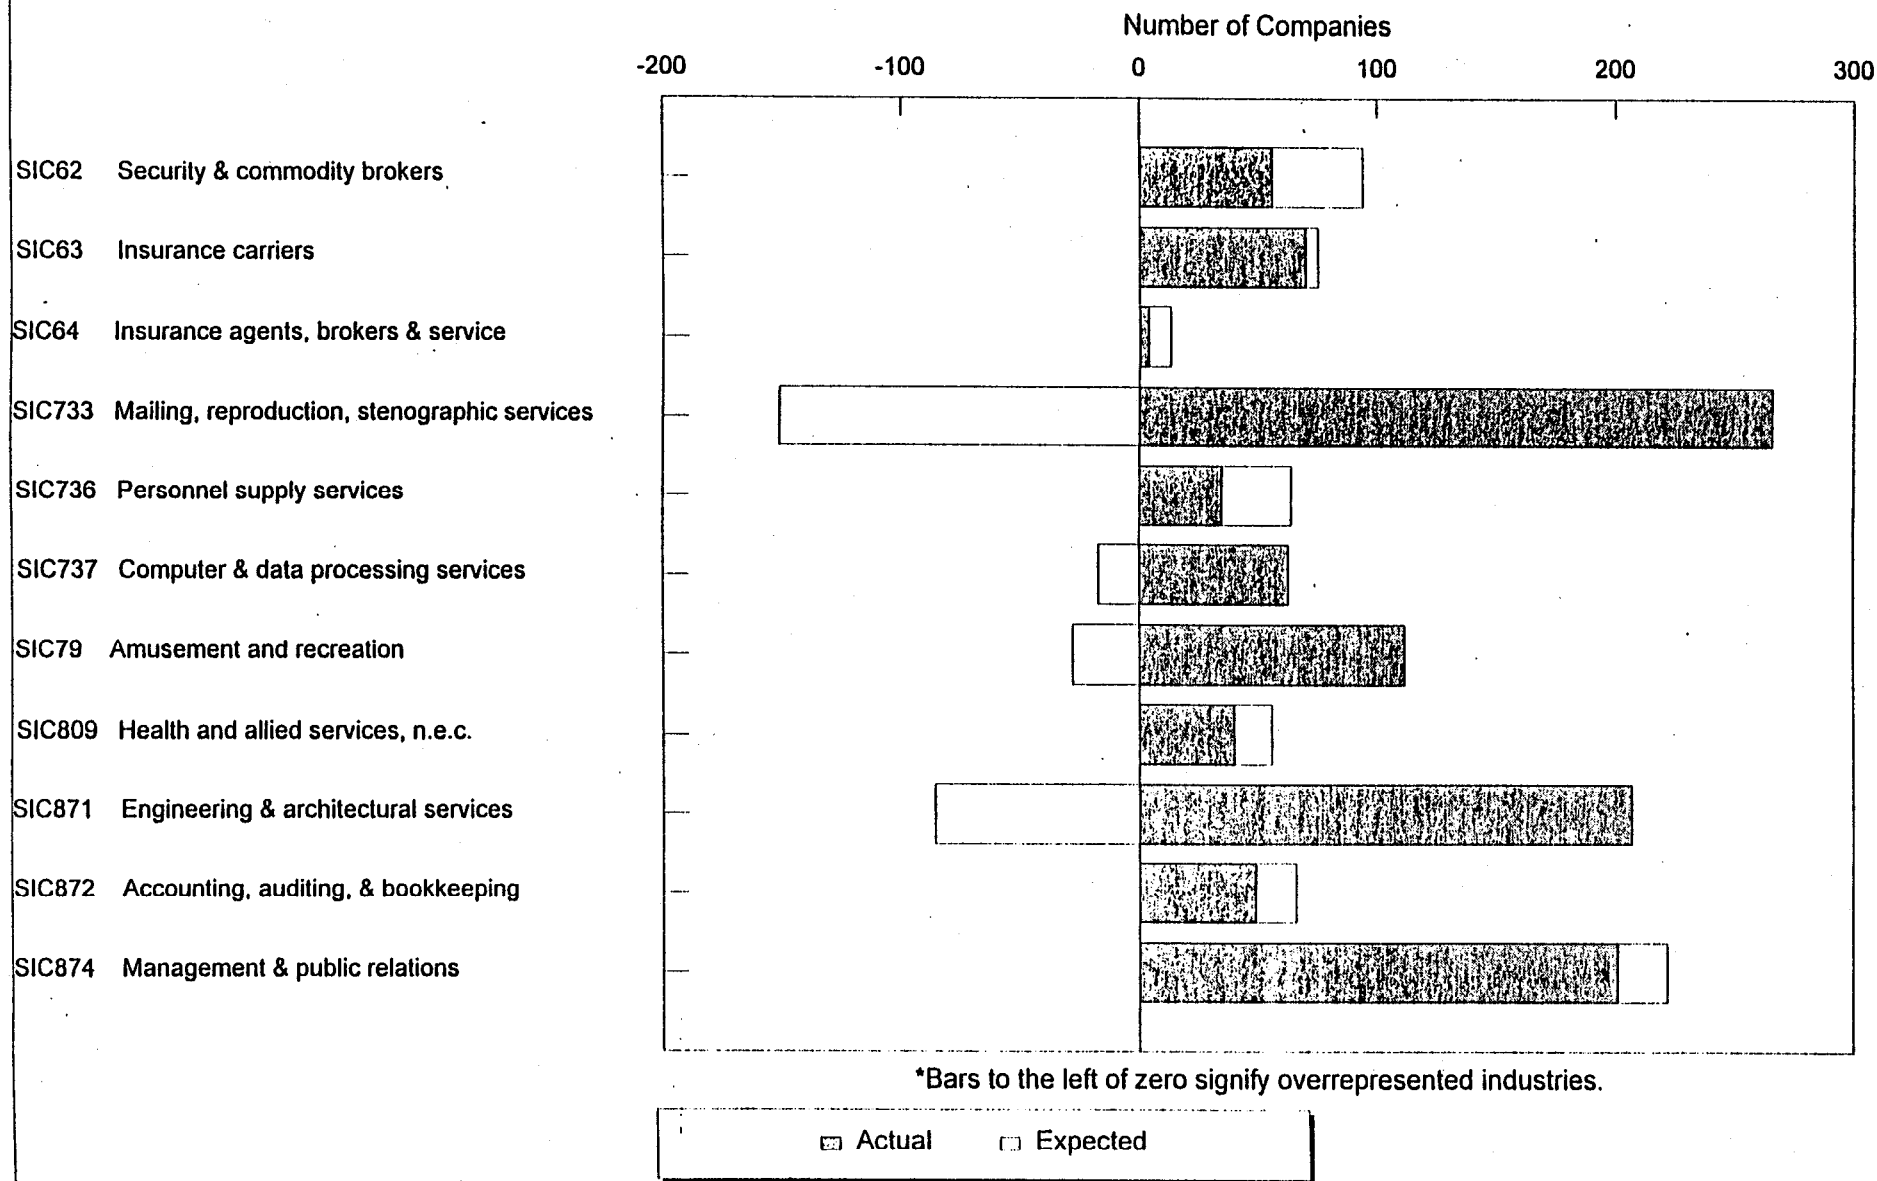 Number of Companies
-200 -100 0 100 200 300
SIC62 Security & commodity brokers
SIC63 Insurance carriers
SIC64 Insurance agents, brokers & service
SIC733 Mailing, reproduction, stenographic services
SIC736 Personnel supply services
SIC737 Computer & data processing services
SIC79 Amusement and recreation
SIC809 Health and allied services, n.e.c.
SIC871 Engineering & architectural services
SIC872 Accounting, auditing, & bookkeeping
SIC874 Management & public relations
*Bars to the left of zero signify overrepresented industries.
Actual Expected